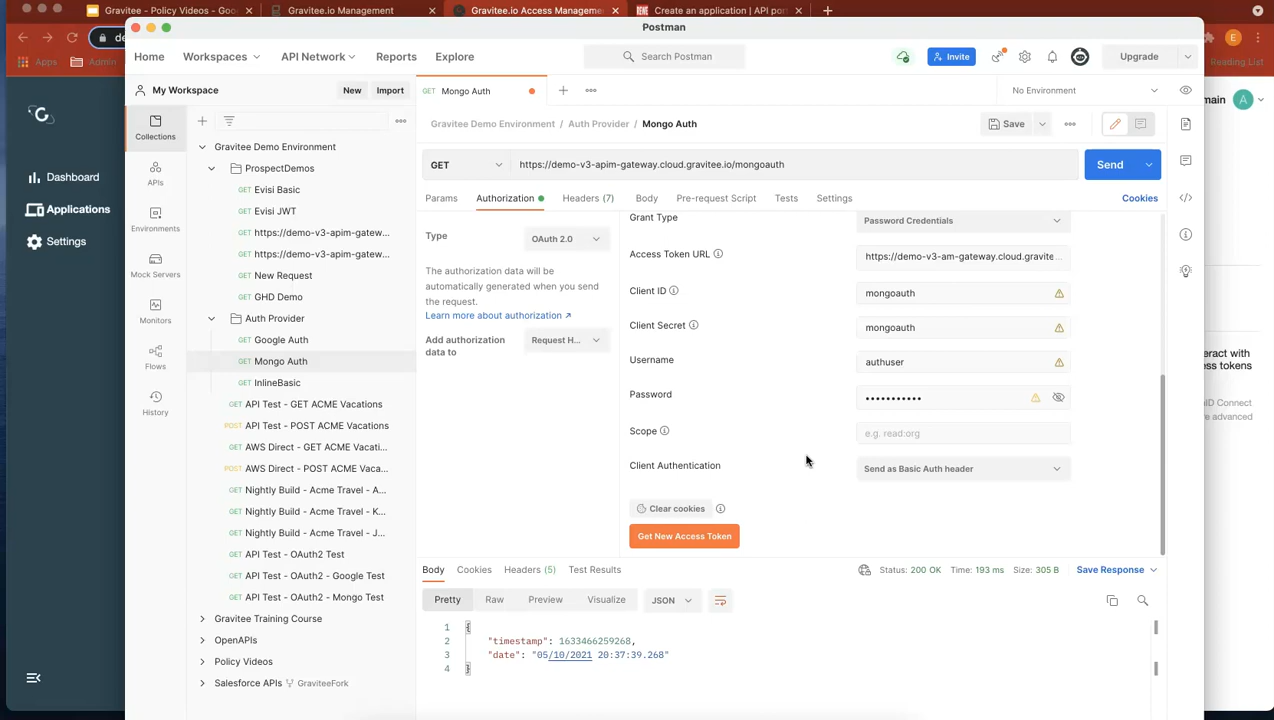 Gravitee - Policy Videos - Goo
Gravitee.io Management
Gravitee.io Access Management
Create an application | API por
Postman
de
Apps
Admin
Reading List
E
Home
Workspaces
API Network
Reports
Explore
Search Postman
Invite
Upgrade
My Workspace
New
Import
GET Mongo Auth
No Environment
main
A
Gravitee Demo Environment / Auth Provider / Mongo Auth
Save
Collections
APIs
Environments
Mock Servers
Monitors
Flows
History
Dashboard
Applications
Settings
Gravitee Demo Environment
ProspectDemos
GET Evisi Basic
GET Evisi JWT
GET https://demo-v3-apim-gatew...
GET https://demo-v3-apim-gatew...
GET New Request
GET GHD Demo
Auth Provider
GET Google Auth
GET Mongo Auth
GET InlineBasic
GET API Test - GET ACME Vacations
POST API Test - POST ACME Vacations
GET AWS Direct - GET ACME Vacati...
POST AWS Direct - POST ACME Vaca...
GET Nightly Build - Acme Travel - A...
GET Nightly Build - Acme Travel - K...
GET Nightly Build - Acme Travel - J...
GET API Test - OAuth2 Test
GET API Test - OAuth2 - Google Test
GET API Test - OAuth2 - Mongo Test
Gravitee Training Course
OpenAPIs
Policy Videos
Salesforce APIs GraviteeFork
GET
https://demo-v3-apim-gateway.cloud.gravitee.io/mongoauth
Send
Params
Authorization
Headers (7)
Body
Pre-request Script
Tests
Settings
Cookies
Type
OAuth 2.0
The authorization data will be
automatically generated when you send
the request.
Learn more about authorization ↗
Add authorization
data to
Request H...
Grant Type
Password Credentials
Access Token URL
https://demo-v3-am-gateway.cloud.gravite...
Client ID
mongoauth
Client Secret
mongoauth
Username
authuser
Password
•••••••••••
Scope
e.g. read:org
Client Authentication
Send as Basic Auth header
Clear cookies
Get New Access Token
eract with
ess tokens
ID Connect
re advanced
Body
Cookies
Headers (5)
Test Results
Status: 200 OK
Time: 193 ms
Size: 305 B
Save Response
Pretty
Raw
Preview
Visualize
JSON
1 {
2 "timestamp": 1633466259268,
3 "date": "05/10/2021 20:37:39.268"
4 }